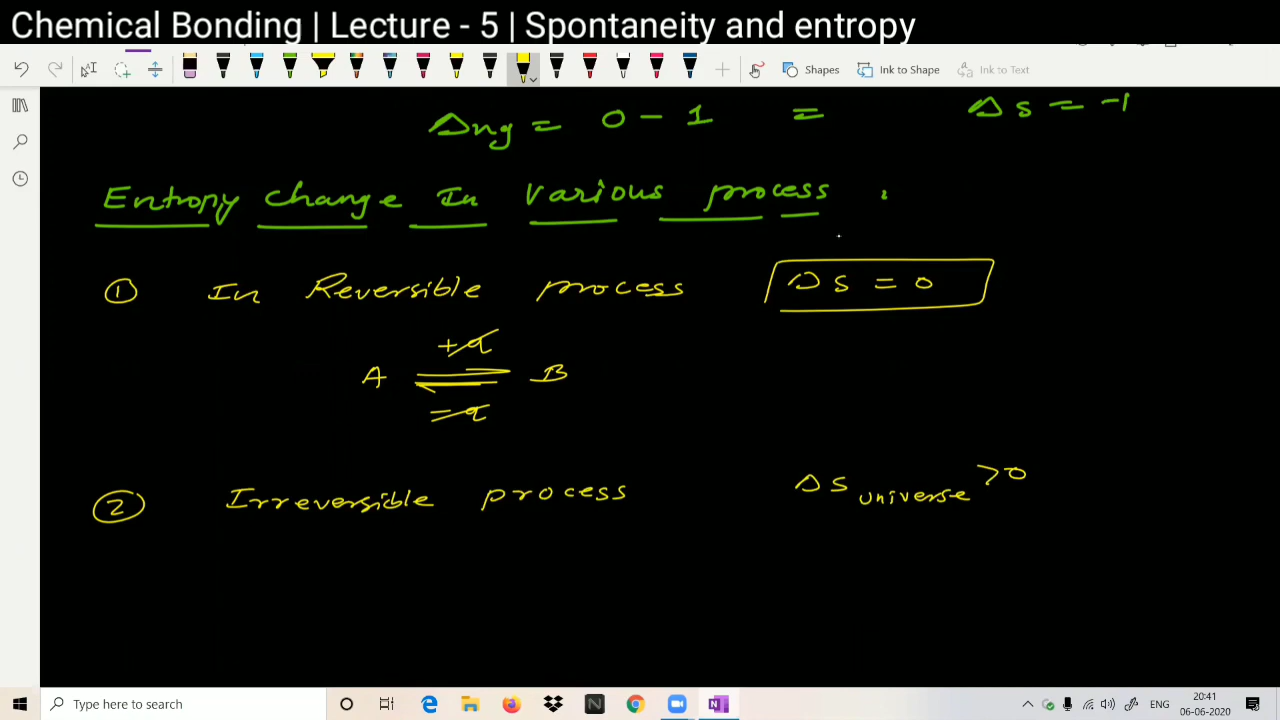 Chemical Bonding | Lecture - 5 | Spontaneity and entropy
Shapes Ink to Shape Ink to Text
Δng = 0 - 1 = Δs = -1
Entropy change In various process .
① In Reversible process Δs = 0
+q
A ⇌ B
-q
② Irreversible process Δs universe >0
Type here to search
ENG 20:41
06-06-2020